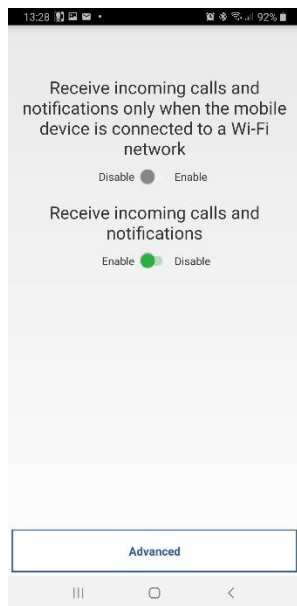 13:28 92%
Receive incoming calls and
notifications only when the mobile
device is connected to a Wi-Fi
network
Disable Enable
Receive incoming calls and
notifications
Enable Disable
Advanced